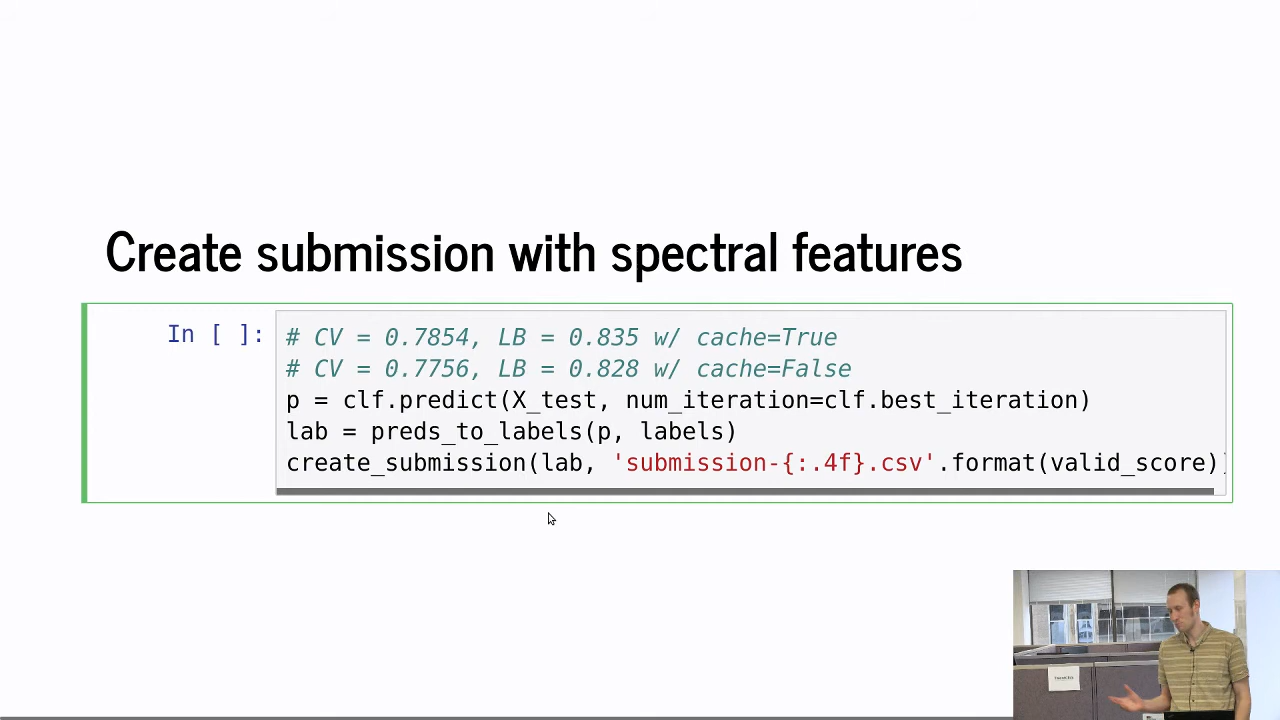 Create submission with spectral features
In [ ]:
# CV = 0.7854, LB = 0.835 w/ cache=True
# CV = 0.7756, LB = 0.828 w/ cache=False
p = clf.predict(X_test, num_iteration=clf.best_iteration)
lab = preds_to_labels(p, labels)
create_submission(lab, 'submission-{:.4f}.csv'.format(valid_score))